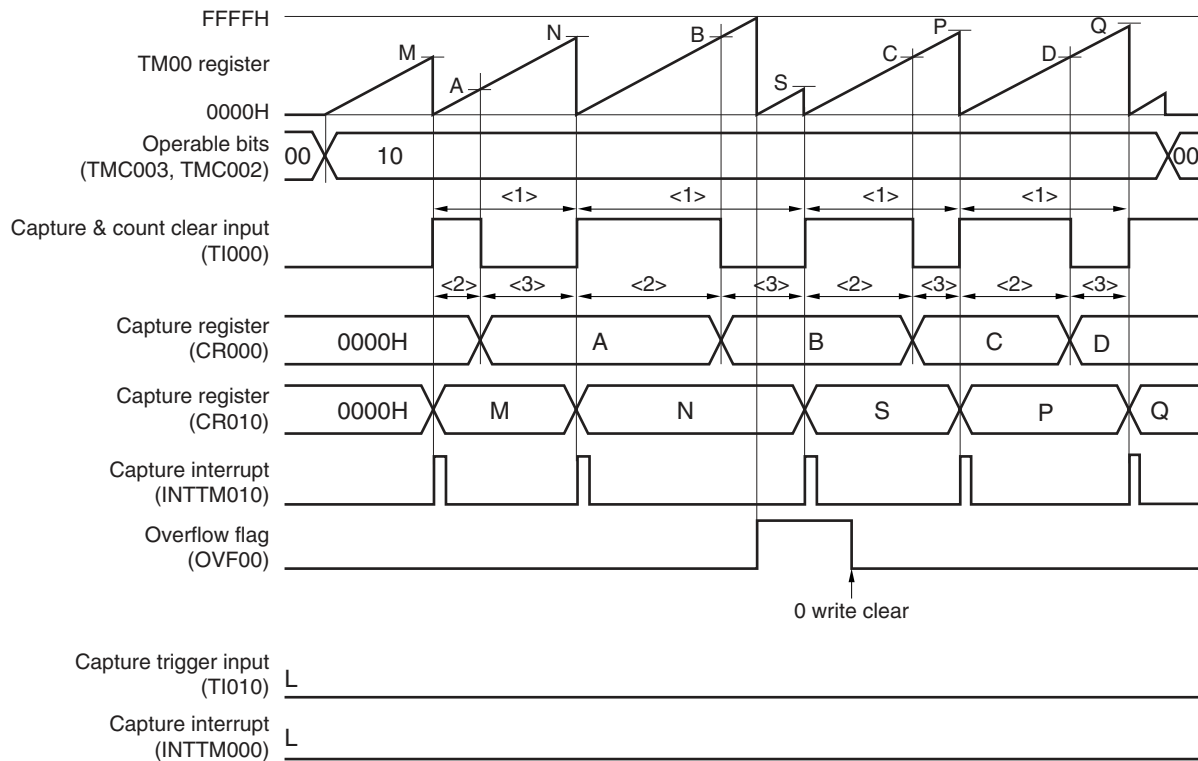 FFFFH
TM00 register
0000H
M
A
N
B
S
C
P
D
Q
Operable bits
(TMC003, TMC002)
00
10
00
<1>
<1>
<1>
<1>
Capture & count clear input
(TI000)
<2>
<3>
<2>
<3>
<2>
<3>
<2>
<3>
Capture register
(CR000)
0000H
A
B
C
D
Capture register
(CR010)
0000H
M
N
S
P
Q
Capture interrupt
(INTTM010)
Overflow flag
(OVF00)
0 write clear
Capture trigger input
(TI010)
L
Capture interrupt
(INTTM000)
L